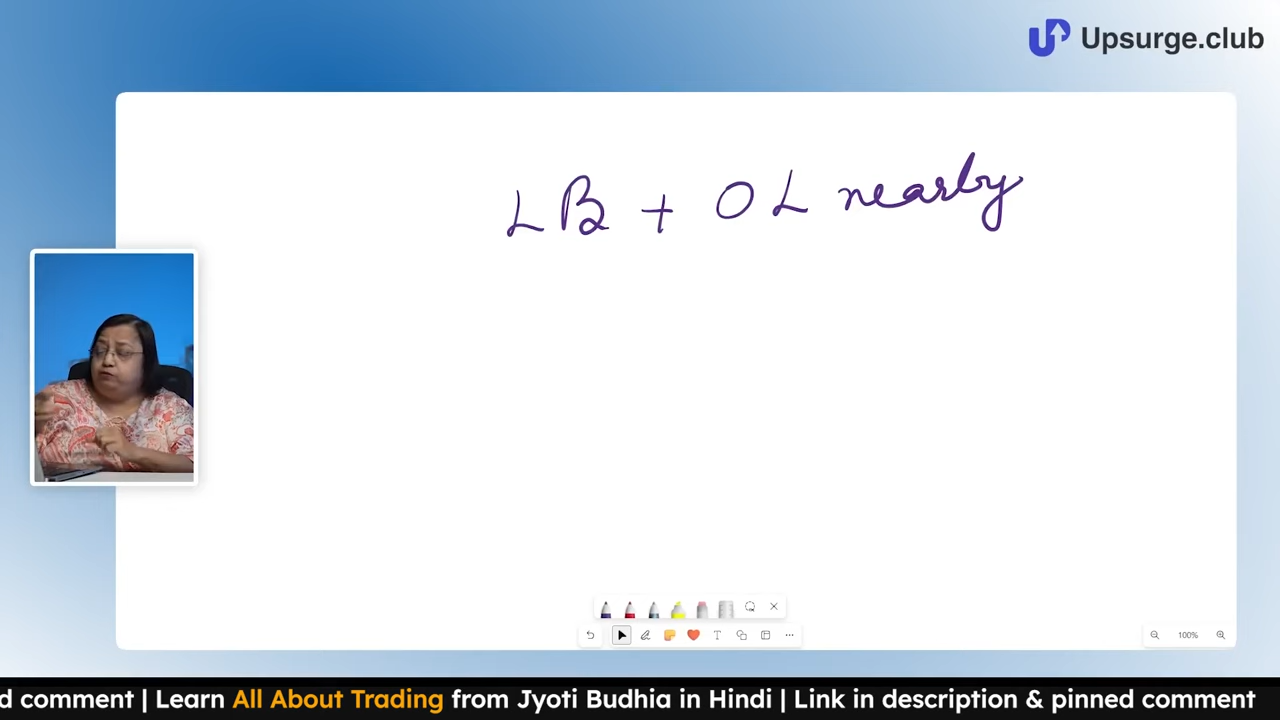 Upsurge.club
LB + OL nearby
100%
d comment | Learn All About Trading from Jyoti Budhia in Hindi | Link in description & pinned comment